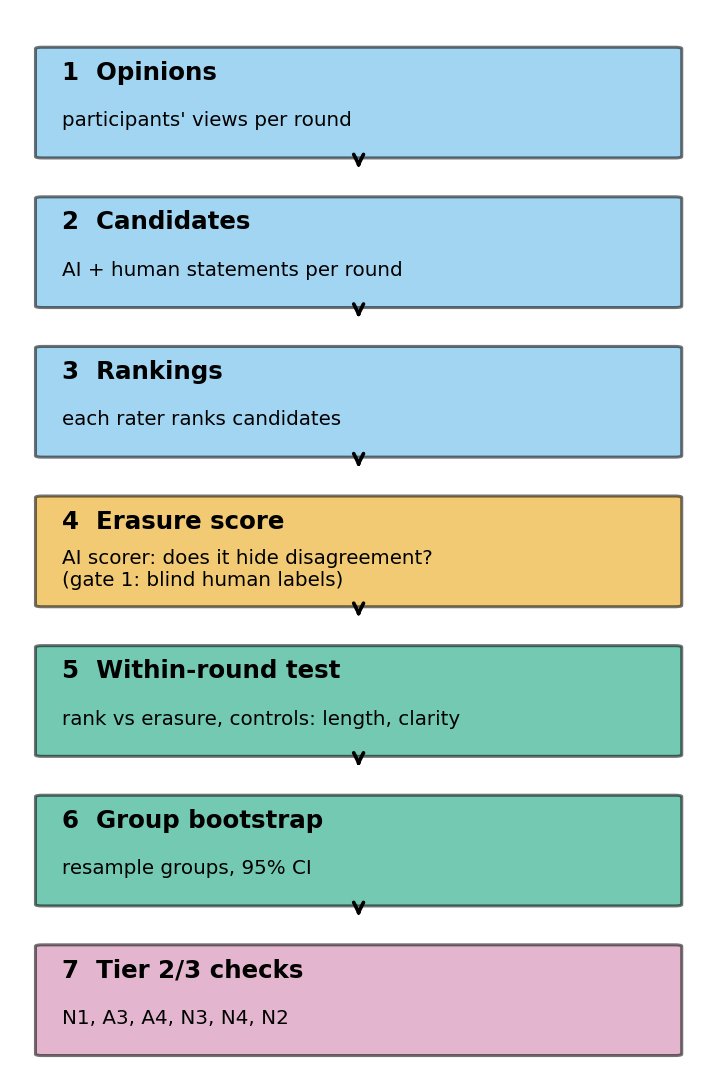 1  Opinions
participants' views per round
2  Candidates
AI + human statements per round
3  Rankings
each rater ranks candidates
4  Erasure score
AI scorer: does it hide disagreement?
(gate 1: blind human labels)
5  Within-round test
rank vs erasure, controls: length, clarity
6  Group bootstrap
resample groups, 95% CI
7  Tier 2/3 checks
N1, A3, A4, N3, N4, N2